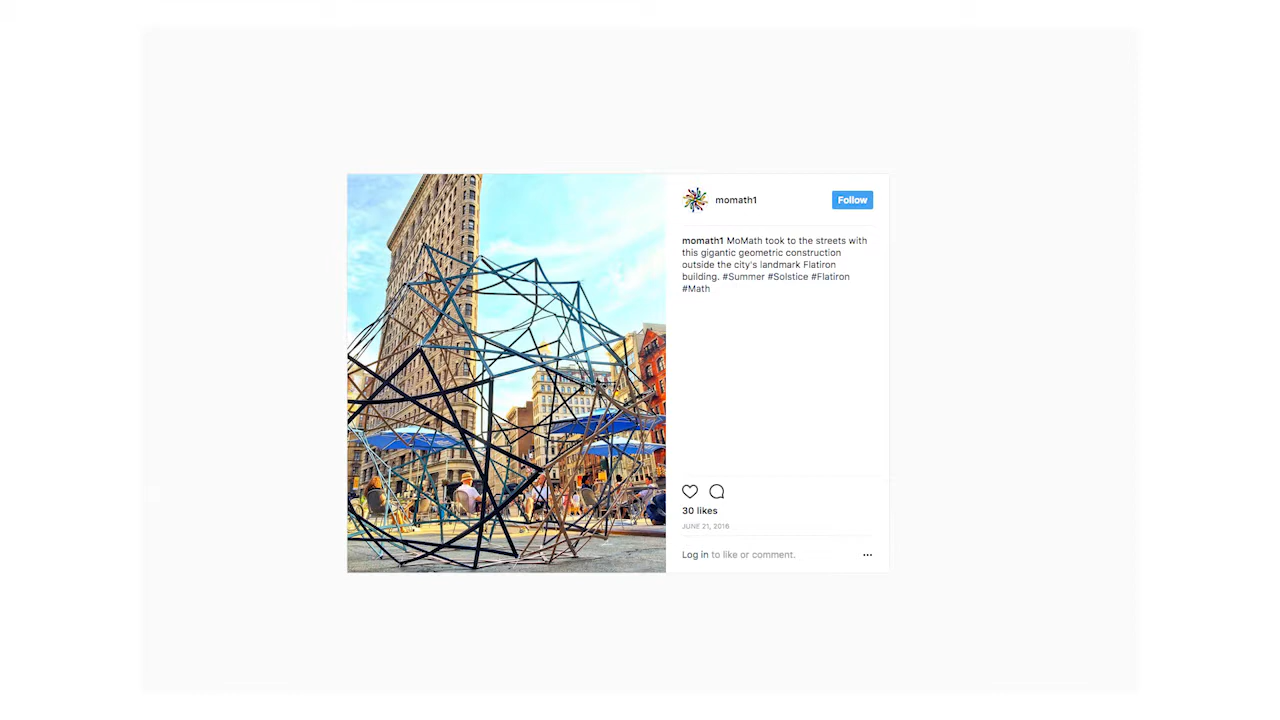 momath1
Follow
momath1 MoMath took to the streets with
this gigantic geometric construction
outside the city's landmark Flatiron
building. #Summer #Solstice #Flatiron
#Math
30 likes
JUNE 21, 2016
Log in to like or comment.